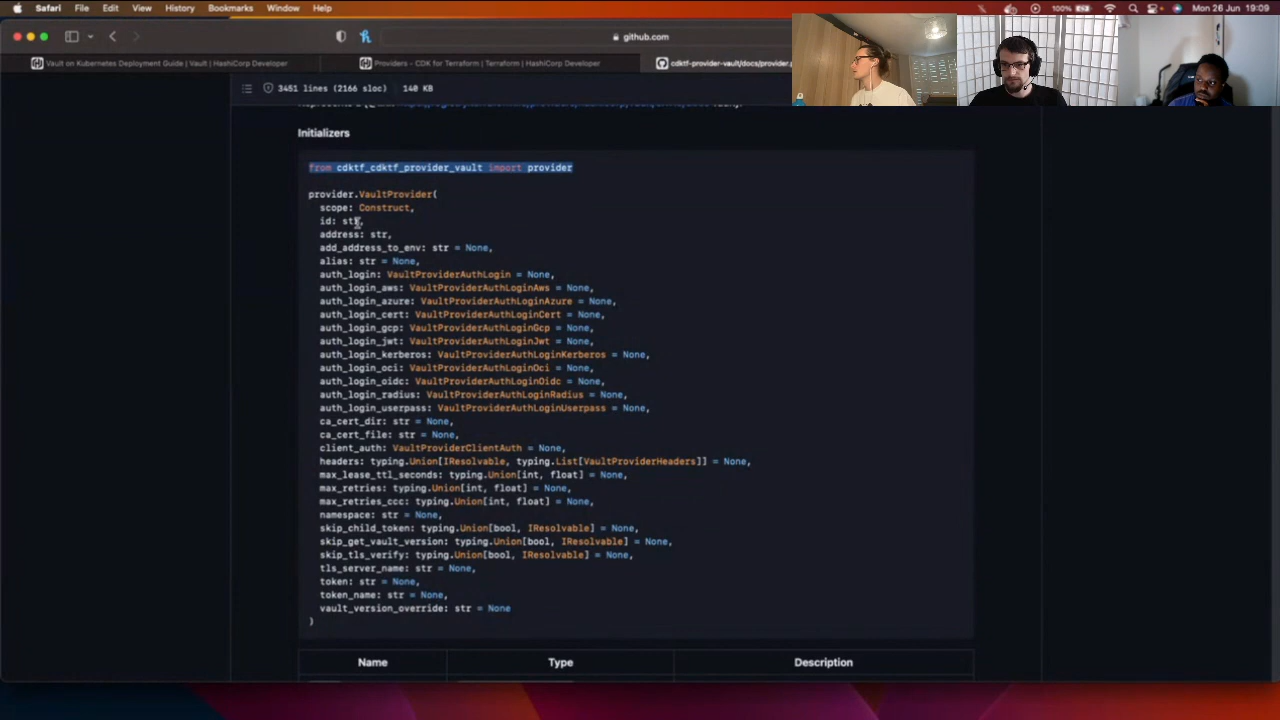 Safari File Edit View History Bookmarks Window Help 100% Mon 26 Jun 19:09
github.com
Vault on Kubernetes Deployment Guide | Vault | HashiCorp Developer Providers - CDK for Terraform | Terraform | HashiCorp Developer cdktf-provider-vault/docs/provider.p
3451 lines (2166 sloc) 140 KB
Initializers
from cdktf_cdktf_provider_vault import provider
provider.VaultProvider(
scope: Construct,
id: str,
address: str,
add_address_to_env: str = None,
alias: str = None,
auth_login: VaultProviderAuthLogin = None,
auth_login_aws: VaultProviderAuthLoginAws = None,
auth_login_azure: VaultProviderAuthLoginAzure = None,
auth_login_cert: VaultProviderAuthLoginCert = None,
auth_login_gcp: VaultProviderAuthLoginGcp = None,
auth_login_jwt: VaultProviderAuthLoginJwt = None,
auth_login_kerberos: VaultProviderAuthLoginKerberos = None,
auth_login_oci: VaultProviderAuthLoginOci = None,
auth_login_oidc: VaultProviderAuthLoginOidc = None,
auth_login_radius: VaultProviderAuthLoginRadius = None,
auth_login_userpass: VaultProviderAuthLoginUserpass = None,
ca_cert_dir: str = None,
ca_cert_file: str = None,
client_auth: VaultProviderClientAuth = None,
headers: typing.Union[IResolvable, typing.List[VaultProviderHeaders]] = None,
max_lease_ttl_seconds: typing.Union[int, float] = None,
max_retries: typing.Union[int, float] = None,
max_retries_ccc: typing.Union[int, float] = None,
namespace: str = None,
skip_child_token: typing.Union[bool, IResolvable] = None,
skip_get_vault_version: typing.Union[bool, IResolvable] = None,
skip_tls_verify: typing.Union[bool, IResolvable] = None,
tls_server_name: str = None,
token: str = None,
token_name: str = None,
vault_version_override: str = None
)
Name Type Description